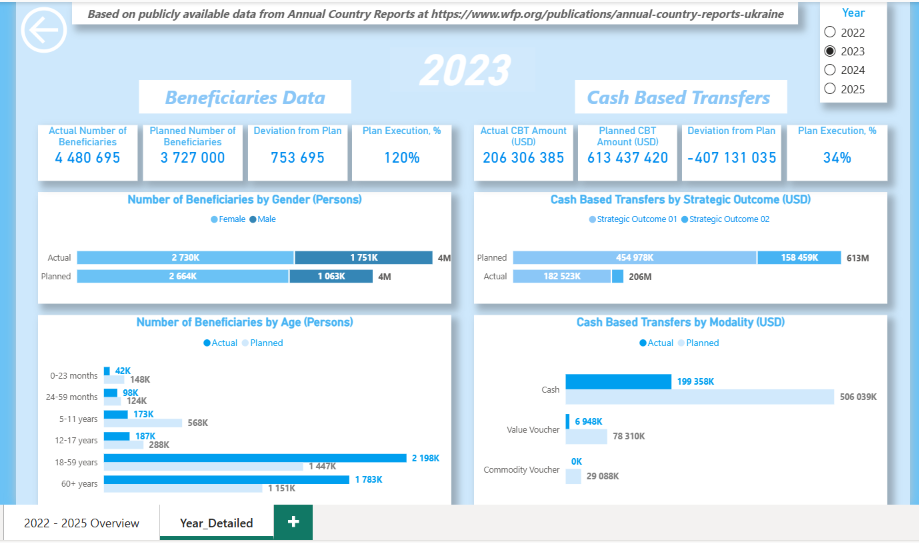 Based on publicly available data from Annual Country Reports at https://www.wfp.org/publications/annual-country-reports-ukraine
Year
2022
2023
2024
2025
2023
Beneficiaries Data
Actual Number of Beneficiaries
4 480 695
Planned Number of Beneficiaries
3 727 000
Deviation from Plan
753 695
Plan Execution, %
120%
Number of Beneficiaries by Gender (Persons)
Female Male
Actual 2 730K 1 751K 4M
Planned 2 664K 1 063K 4M
Number of Beneficiaries by Age (Persons)
Actual Planned
0-23 months 42K 148K
24-59 months 98K 124K
5-11 years 173K 568K
12-17 years 187K 288K
18-59 years 2 198K 1 447K
60+ years 1 783K 1 151K
Cash Based Transfers
Actual CBT Amount (USD)
206 306 385
Planned CBT Amount (USD)
613 437 420
Deviation from Plan
-407 131 035
Plan Execution, %
34%
Cash Based Transfers by Strategic Outcome (USD)
Strategic Outcome 01 Strategic Outcome 02
Planned 454 978K 158 459K 613M
Actual 182 523K 206M
Cash Based Transfers by Modality (USD)
Actual Planned
Cash 199 358K 506 039K
Value Voucher 6 948K 78 310K
Commodity Voucher 0K 29 088K
2022 - 2025 Overview
Year_Detailed
+